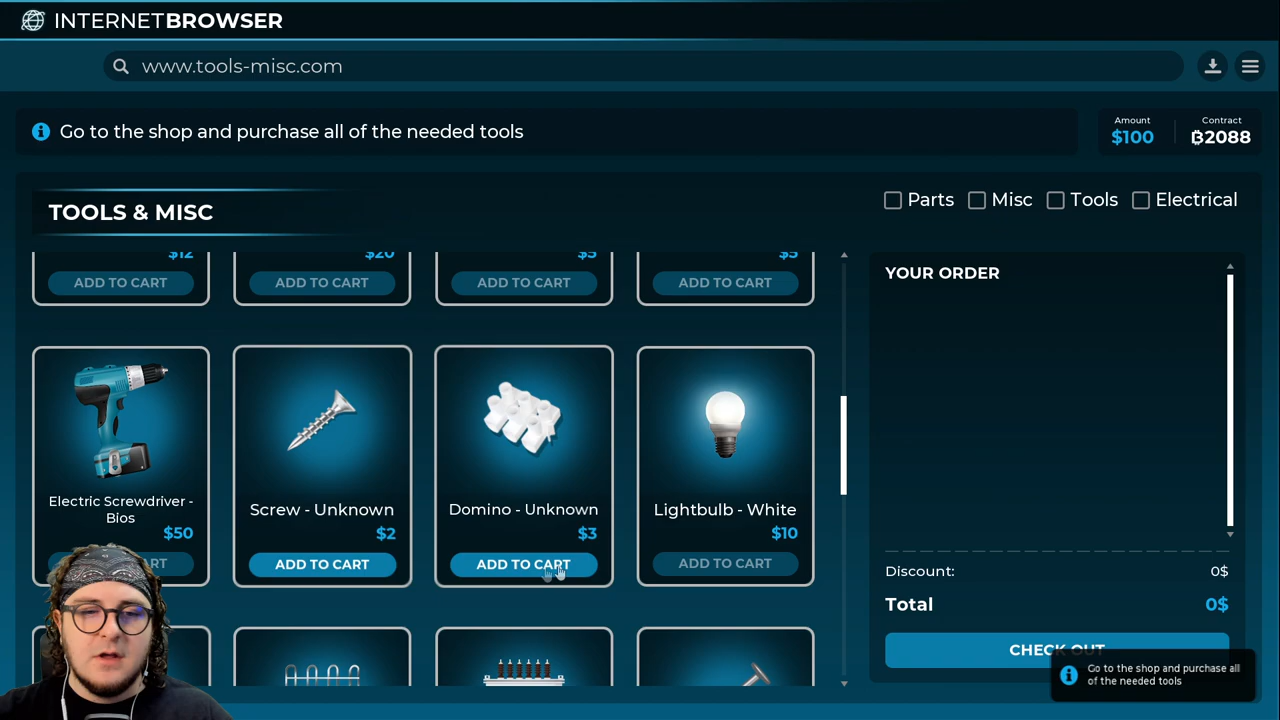 INTERNETBROWSER
www.tools-misc.com
Go to the shop and purchase all of the needed tools
Amount
$100
Contract
₿2088
TOOLS & MISC
Parts
Misc
Tools
Electrical
$12
$20
$5
$5
ADD TO CART
ADD TO CART
ADD TO CART
ADD TO CART
YOUR ORDER
Electric Screwdriver -
Bios
$50
CART
Screw - Unknown
$2
ADD TO CART
Domino - Unknown
$3
ADD TO CART
Lightbulb - White
$10
ADD TO CART
Discount:
0$
Total
0$
CHECK OUT
Go to the shop and purchase all
of the needed tools